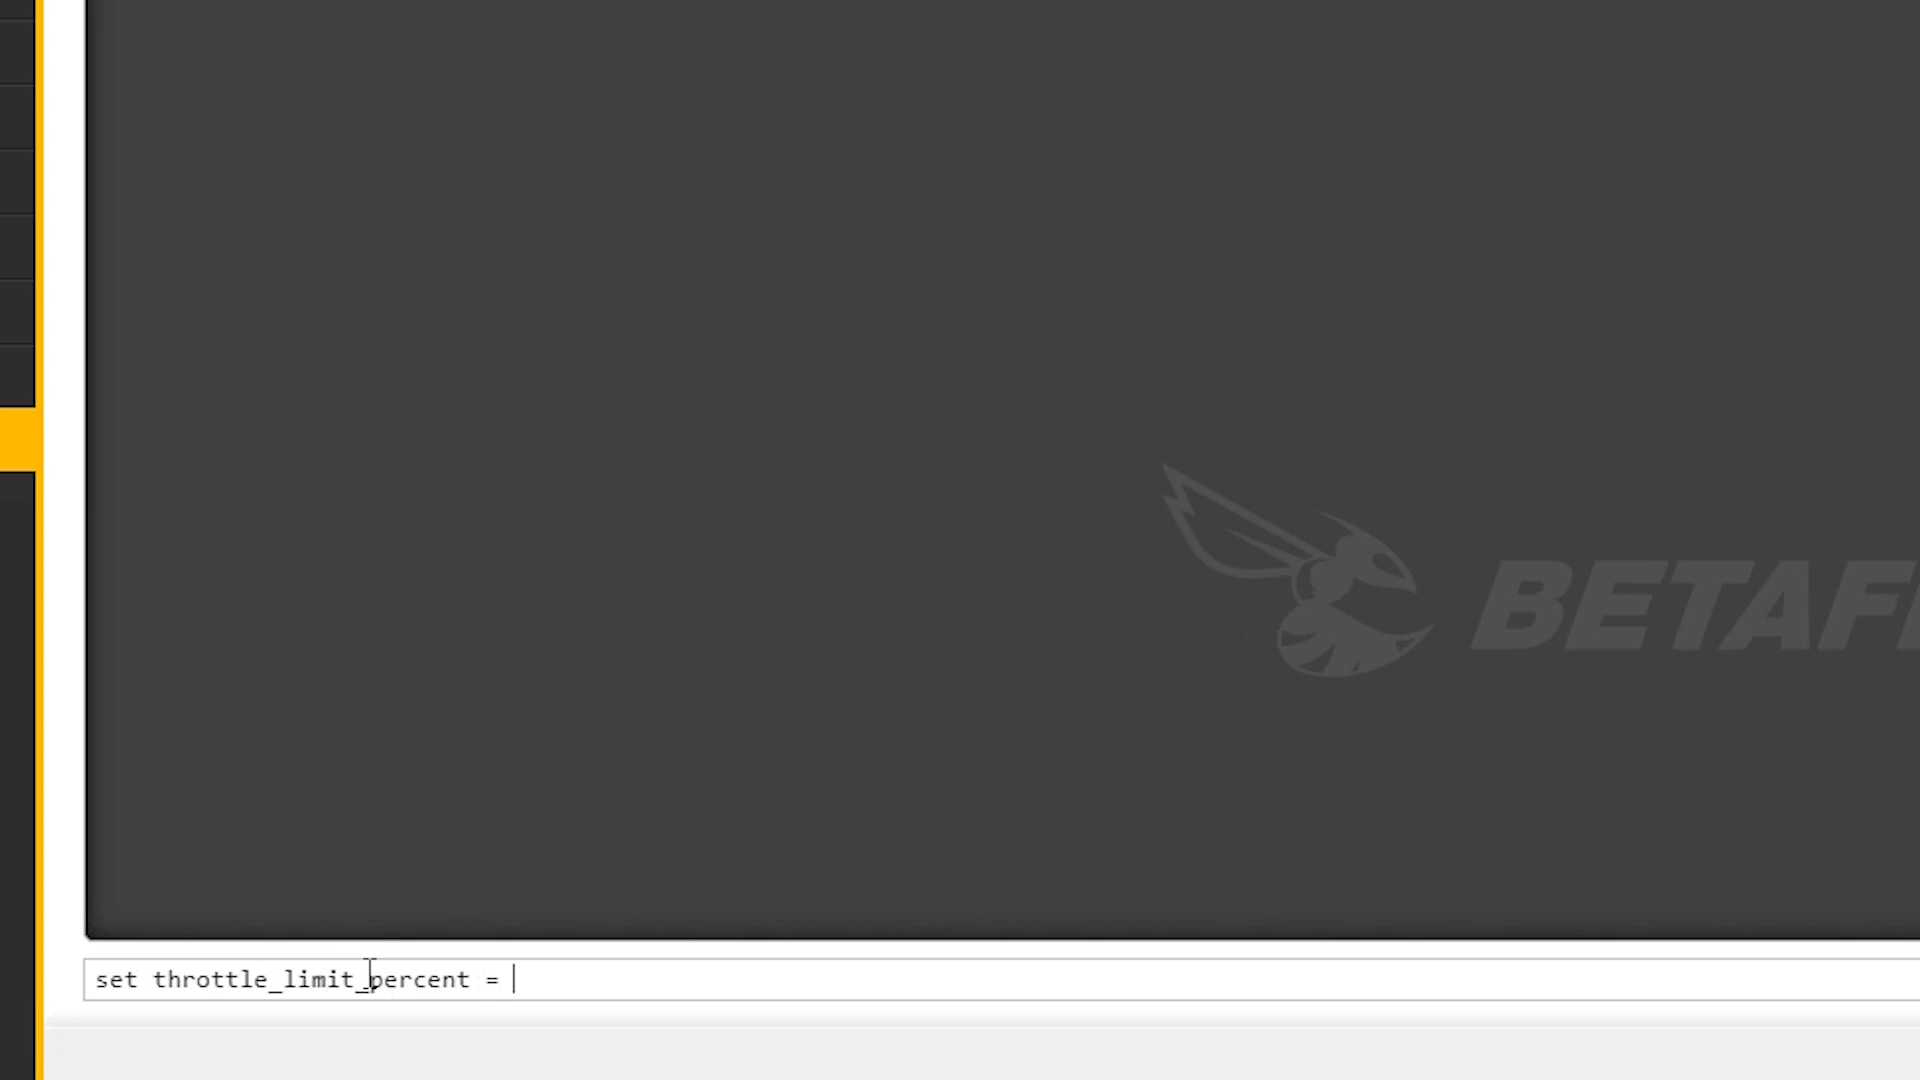 BETAF
set throttle_limit_percent =